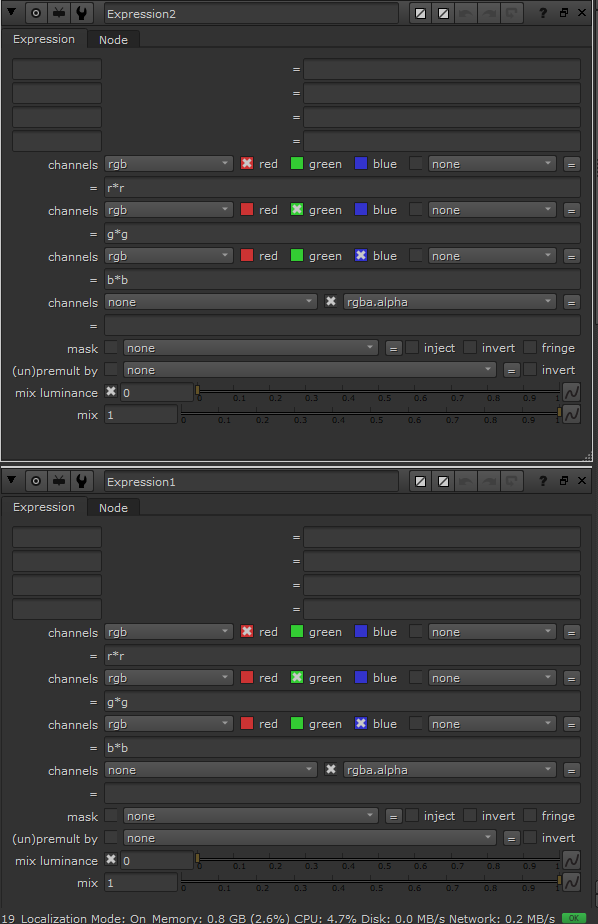 Expression2 ?
Expression Node
=
=
=
=
channels rgb red green blue none =
= r*r
channels rgb red green blue none =
= g*g
channels rgb red green blue none =
= b*b
channels none rgba.alpha =
=
mask none = inject invert fringe
(un)premult by none = invert
mix luminance 0 0 0.1 0.2 0.3 0.4 0.5 0.6 0.7 0.8 0.9 1
mix 1 0 0.1 0.2 0.3 0.4 0.5 0.6 0.7 0.8 0.9 1
Expression1 ?
Expression Node
=
=
=
=
channels rgb red green blue none =
= r*r
channels rgb red green blue none =
= g*g
channels rgb red green blue none =
= b*b
channels none rgba.alpha =
=
mask none = inject invert fringe
(un)premult by none = invert
mix luminance 0 0 0.1 0.2 0.3 0.4 0.5 0.6 0.7 0.8 0.9 1
mix 1 0 0.1 0.2 0.3 0.4 0.5 0.6 0.7 0.8 0.9 1
19 Localization Mode: On Memory: 0.8 GB (2.6%) CPU: 4.7% Disk: 0.0 MB/s Network: 0.2 MB/s OK